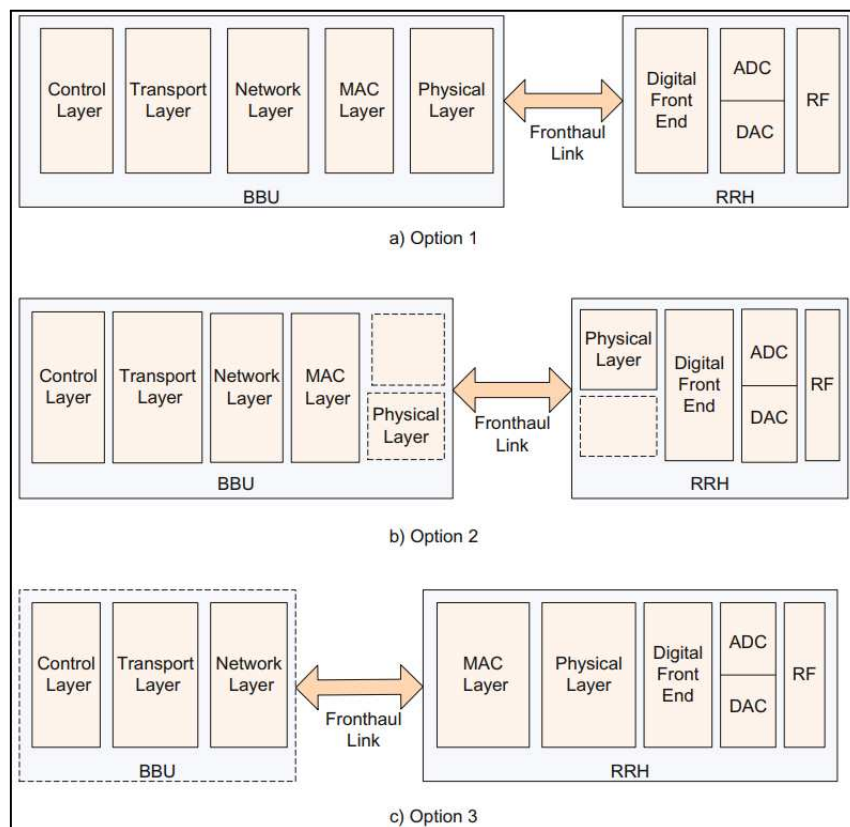 Control
Layer
Transport
Layer
Network
Layer
MAC
Layer
Physical
Layer
BBU
Fronthaul
Link
Digital
Front
End
ADC
DAC
RF
RRH
a) Option 1
Control
Layer
Transport
Layer
Network
Layer
MAC
Layer
Physical
Layer
BBU
Fronthaul
Link
Physical
Layer
Digital
Front
End
ADC
DAC
RF
RRH
b) Option 2
Control
Layer
Transport
Layer
Network
Layer
BBU
Fronthaul
Link
MAC
Layer
Physical
Layer
Digital
Front
End
ADC
DAC
RF
RRH
c) Option 3